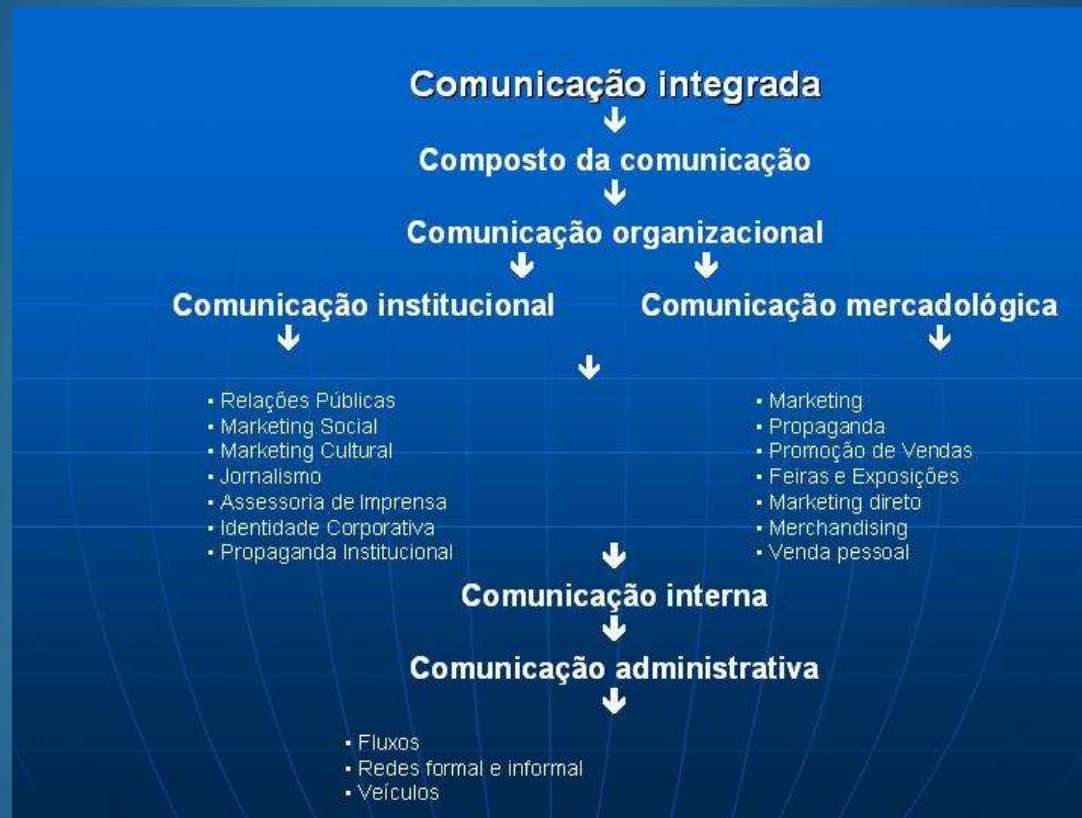 Comunicação integrada
Composto da comunicação
Comunicação organizacional
Comunicação institucional
Comunicação mercadológica
▪ Relações Públicas
▪ Marketing Social
▪ Marketing Cultural
▪ Jornalismo
▪ Assessoria de Imprensa
▪ Identidade Corporativa
▪ Propaganda Institucional
▪ Marketing
▪ Propaganda
▪ Promoção de Vendas
▪ Feiras e Exposições
▪ Marketing direto
▪ Merchandising
▪ Venda pessoal
Comunicação interna
Comunicação administrativa
▪ Fluxos
▪ Redes formal e informal
▪ Veículos